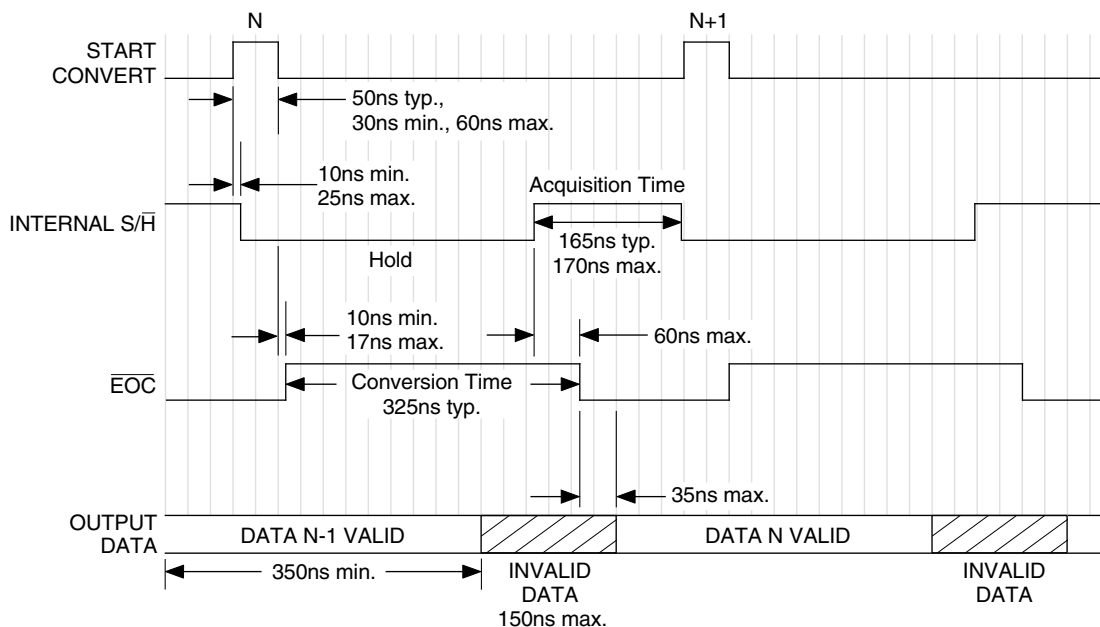 N
N+1
START
CONVERT
50ns typ.,
30ns min., 60ns max.
10ns min.
25ns max.
Acquisition Time
INTERNAL S/H̅
165ns typ.
170ns max.
Hold
10ns min.
17ns max.
60ns max.
E̅O̅C̅
Conversion Time
325ns typ.
35ns max.
OUTPUT
DATA
DATA N-1 VALID
DATA N VALID
350ns min.
INVALID
DATA
150ns max.
INVALID
DATA